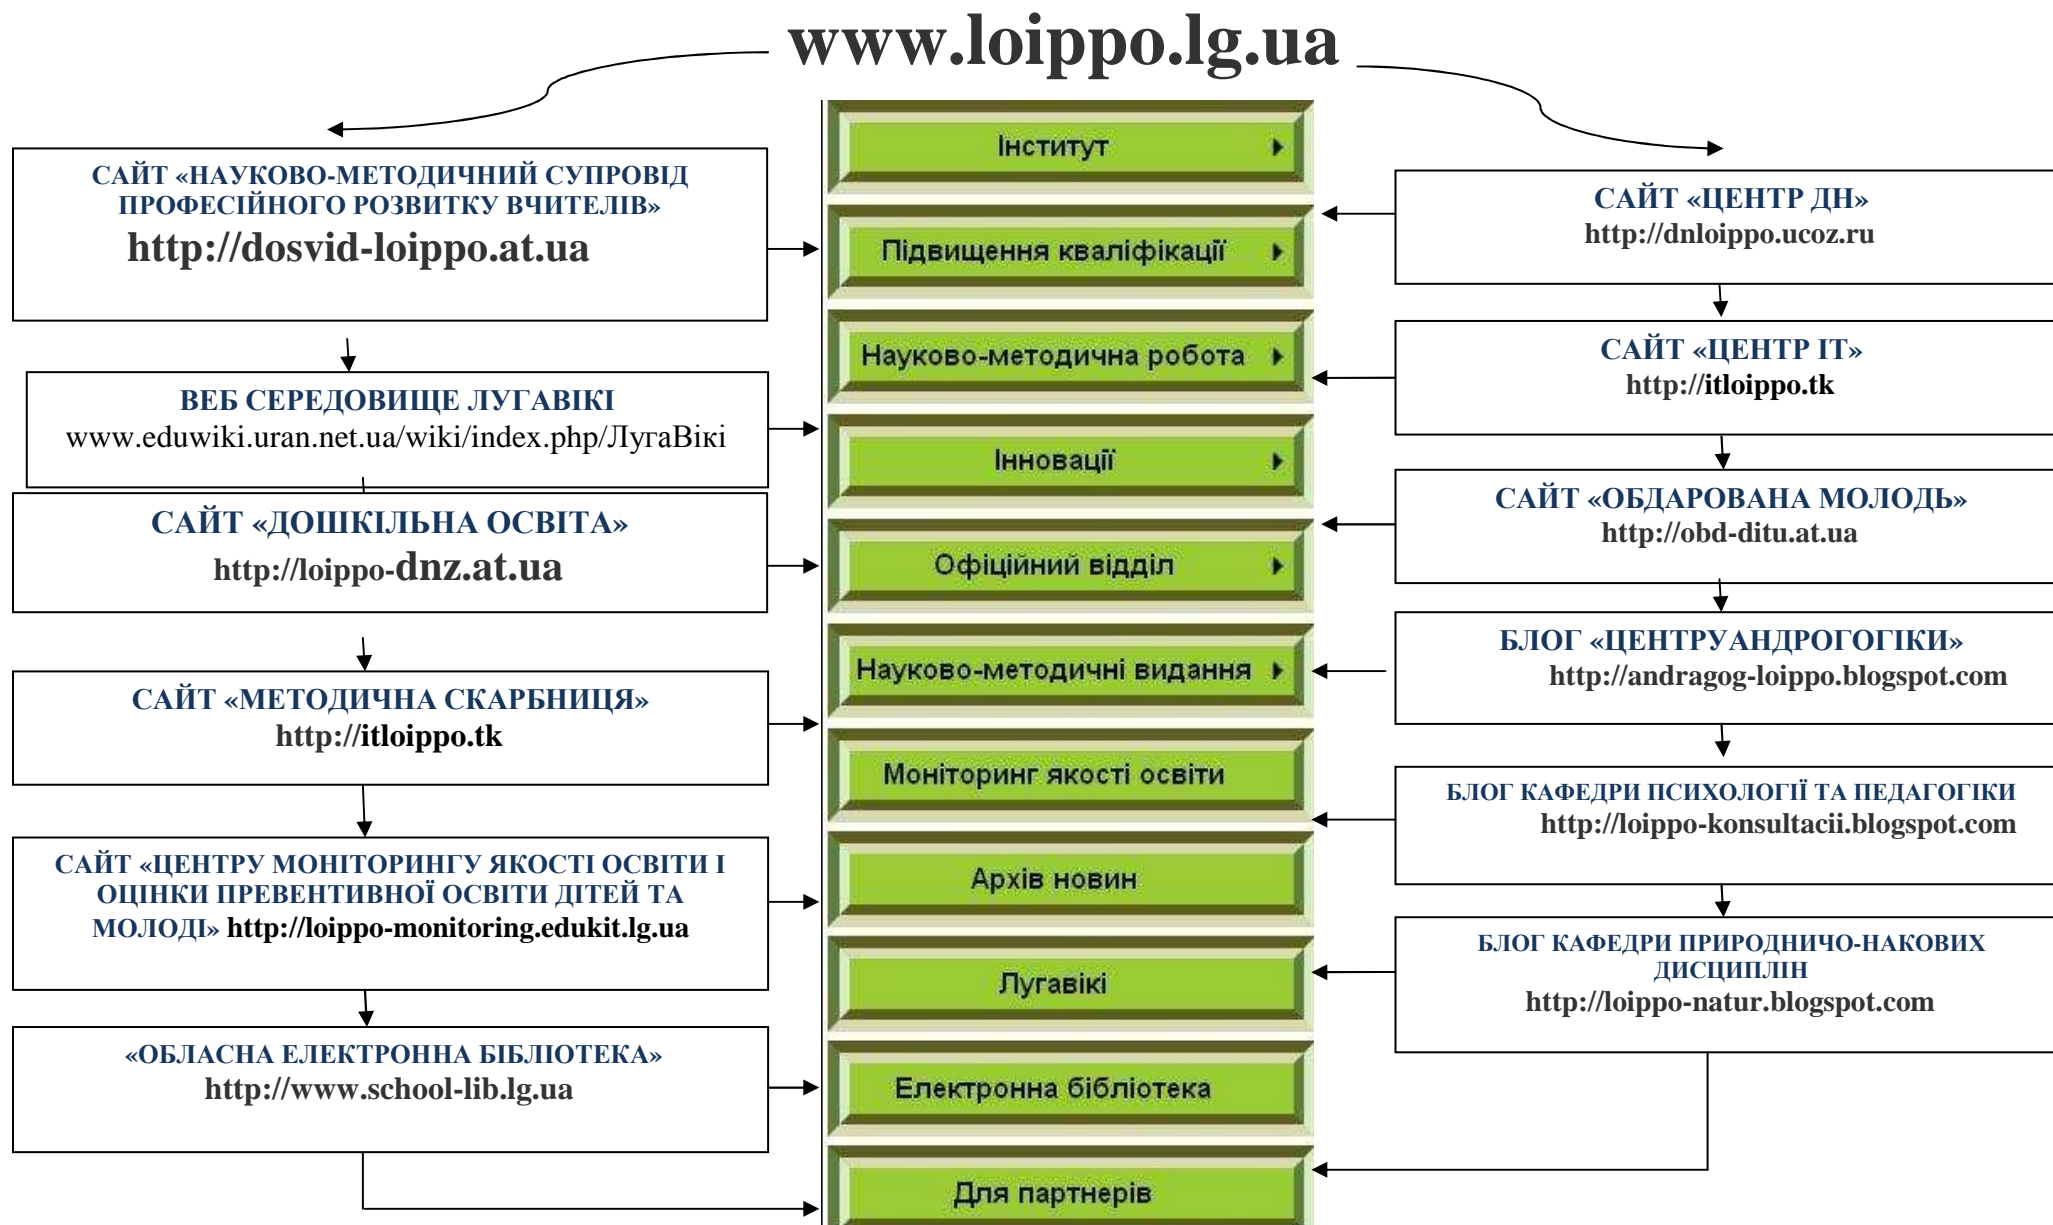 www.loippo.lg.ua
САЙТ «НАУКОВО-МЕТОДИЧНИЙ СУПРОВІД
ПРОФЕСІЙНОГО РОЗВИТКУ ВЧИТЕЛІВ»
http://dosvid-loippo.at.ua
ВЕБ СЕРЕДОВИЩЕ ЛУГАВІКІ
www.eduwiki.uran.net.ua/wiki/index.php/ЛугаВікі
САЙТ «ДОШКІЛЬНА ОСВІТА»
http://loippo-dnz.at.ua
САЙТ «МЕТОДИЧНА СКАРБНИЦЯ»
http://itloippo.tk
САЙТ «ЦЕНТРУ МОНІТОРИНГУ ЯКОСТІ ОСВІТИ І
ОЦІНКИ ПРЕВЕНТИВНОЇ ОСВІТИ ДІТЕЙ ТА
МОЛОДІ» http://loippo-monitoring.edukit.lg.ua
«ОБЛАСНА ЕЛЕКТРОННА БІБЛІОТЕКА»
http://www.school-lib.lg.ua
Інститут
Підвищення кваліфікації
Науково-методична робота
Інновації
Офіційний відділ
Науково-методичні видання
Моніторинг якості освіти
Архів новин
Лугавікі
Електронна бібліотека
Для партнерів
САЙТ «ЦЕНТР ДН»
http://dnloippo.ucoz.ru
САЙТ «ЦЕНТР ІТ»
http://itloippo.tk
САЙТ «ОБДАРОВАНА МОЛОДЬ»
http://obd-ditu.at.ua
БЛОГ «ЦЕНТРУАНДРОГОГІКИ»
http://andragog-loippo.blogspot.com
БЛОГ КАФЕДРИ ПСИХОЛОГІЇ ТА ПЕДАГОГІКИ
http://loippo-konsultacii.blogspot.com
БЛОГ КАФЕДРИ ПРИРОДНИЧО-НАКОВИХ
ДИСЦИПЛІН
http://loippo-natur.blogspot.com